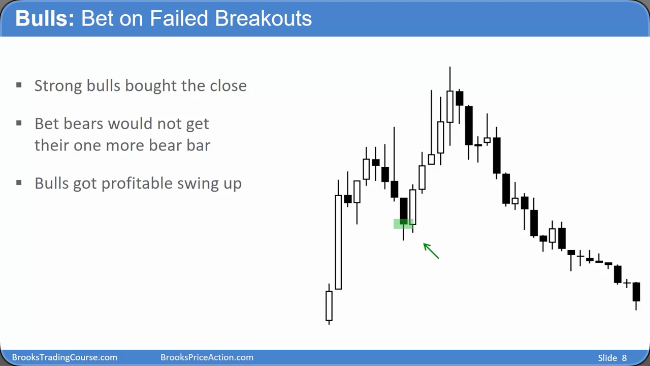 Bulls: Bet on Failed Breakouts
▪ Strong bulls bought the close
▪ Bet bears would not get
their one more bear bar
▪ Bulls got profitable swing up
BrooksTradingCourse.com BrooksPriceAction.com Slide 8